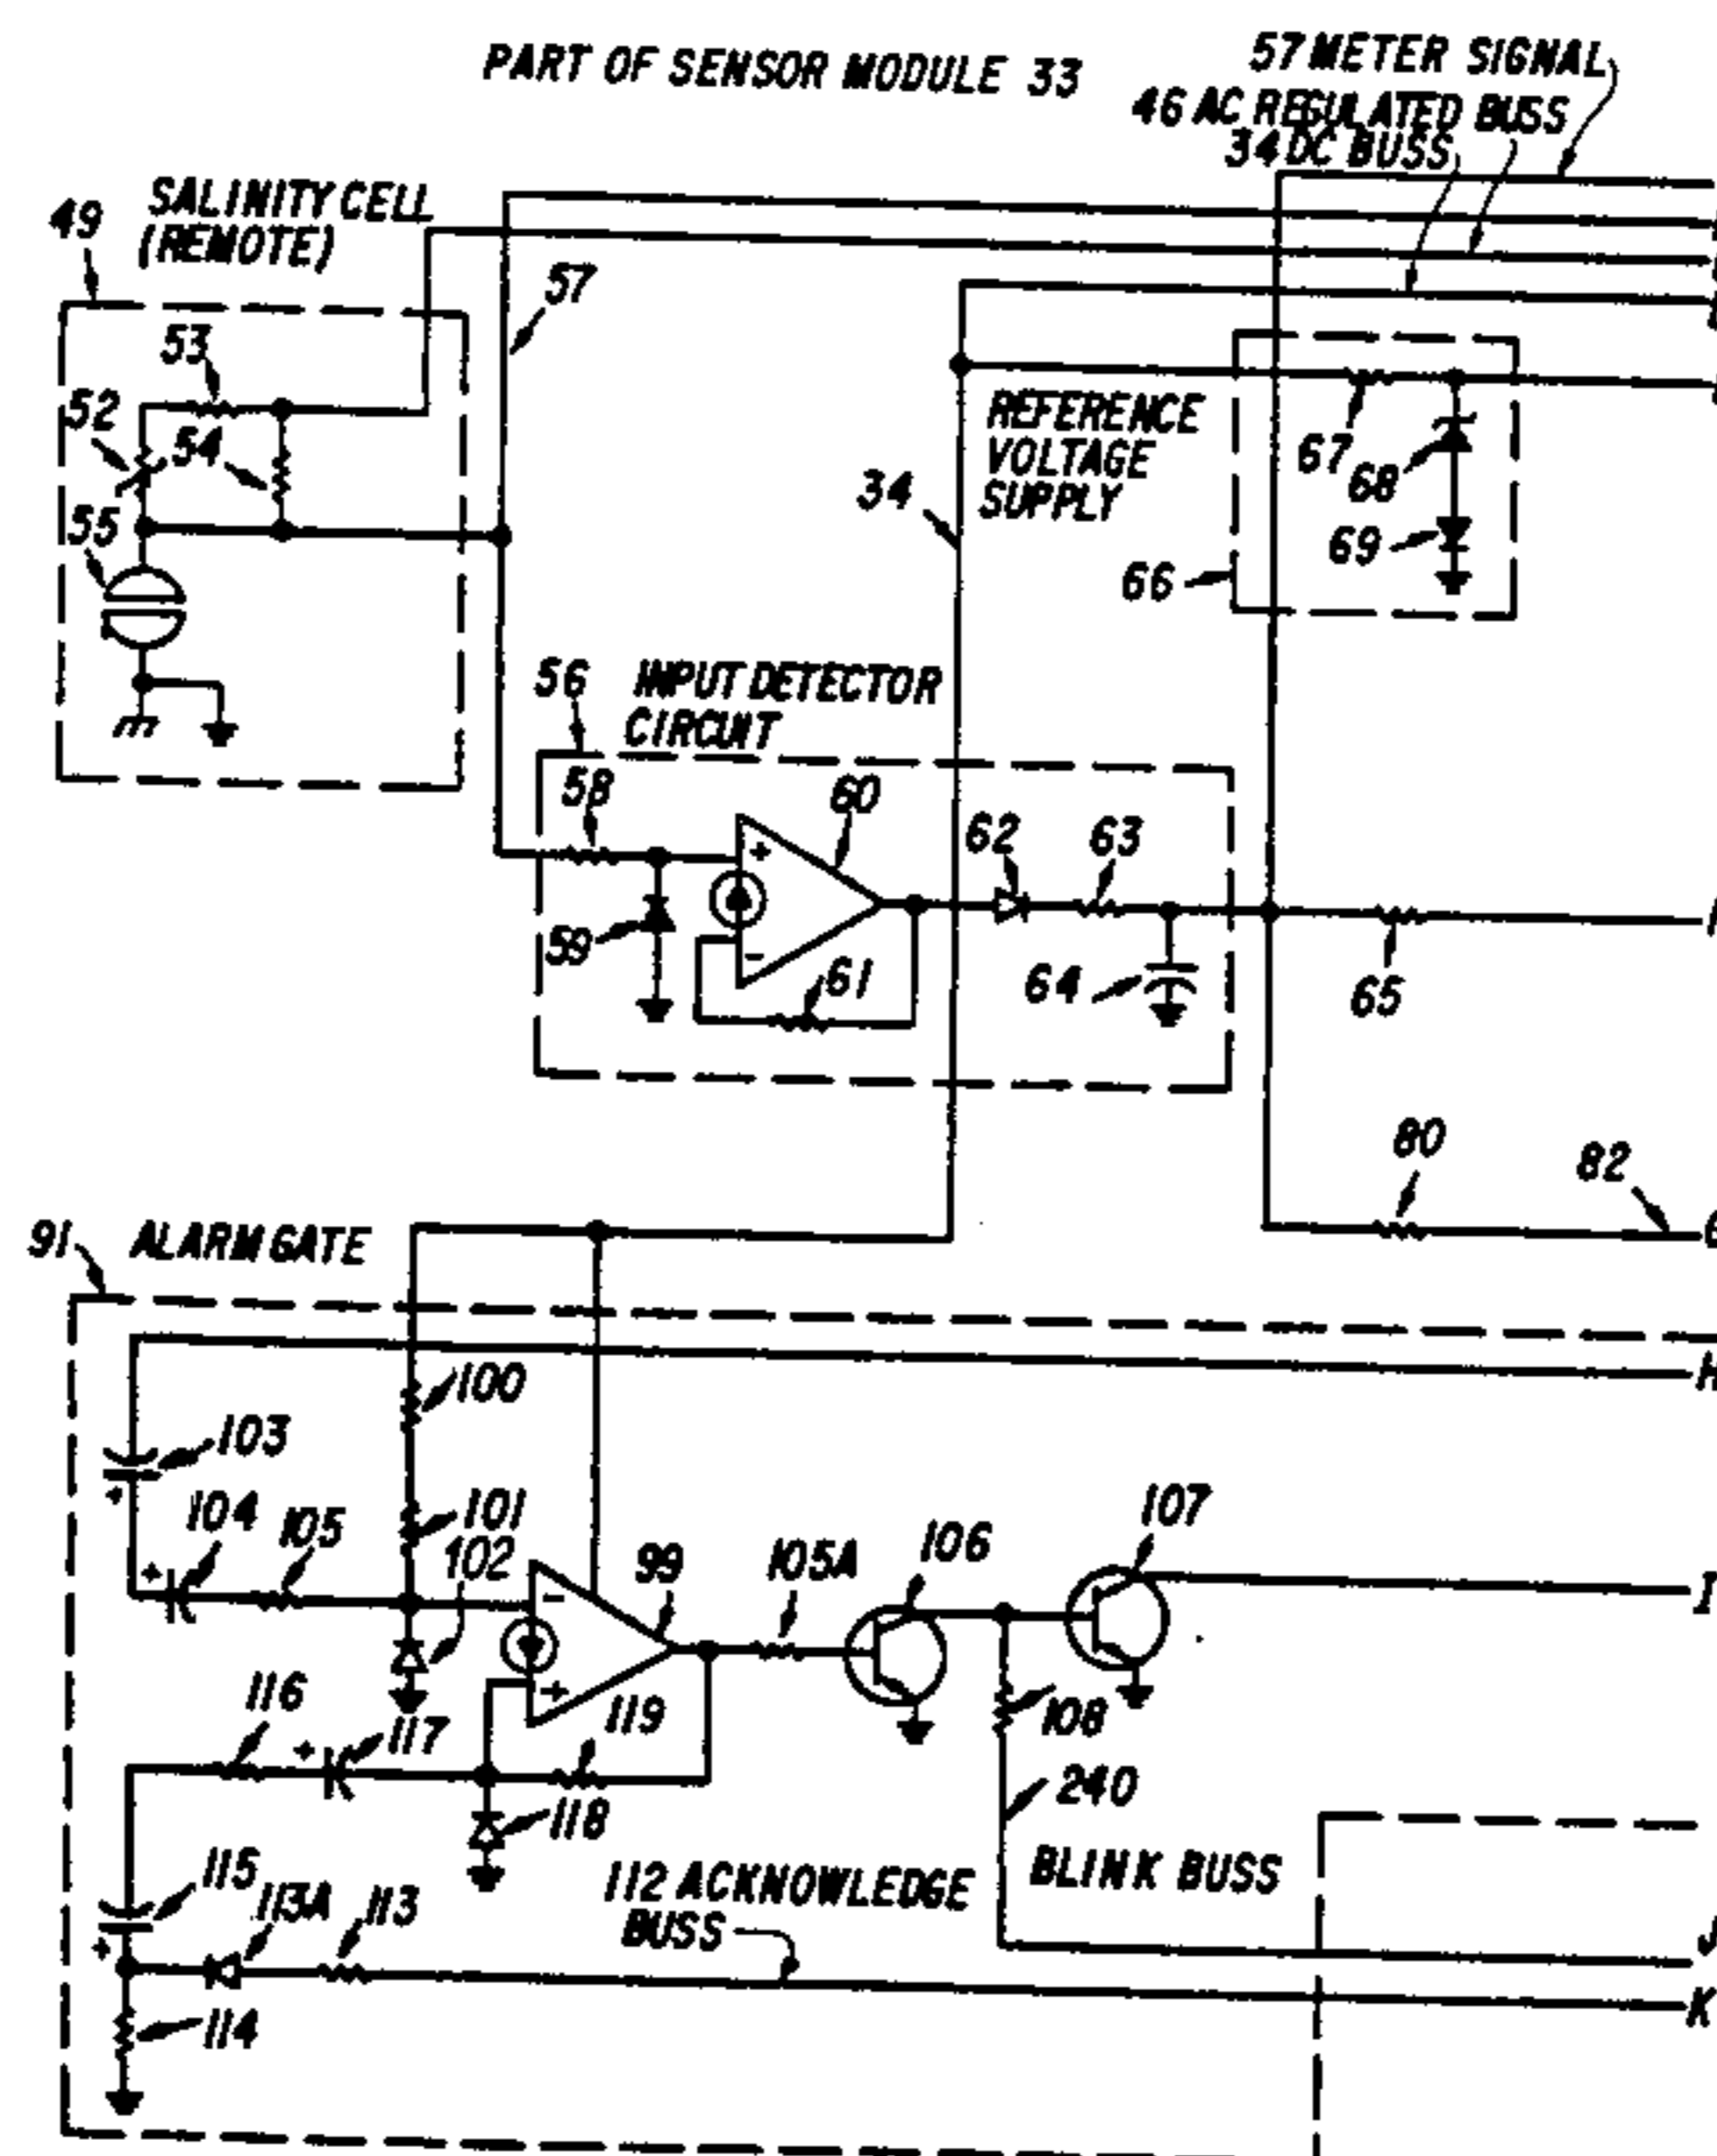 PART OF SENSOR MODULE 33
57 METER SIGNAL
46 AC REGULATED BUSS
34 DC BUSS
49 SALINITY CELL
(REMOTE)
57
53
52
54
55
REFERENCE
VOLTAGE
SUPPLY
34
67
68
69
66
56 INPUT DETECTOR
CIRCUIT
58
60
+
62
63
59
-
61
64
65
80
82
91 ALARM GATE
H
100
103
+
104
105
101
102
+
-
99
105A
106
107
I
116
+
117
+
119
118
108
240
BLINK BUSS
115
113A
113
112 ACKNOWLEDGE
BUSS
+
J
K
114